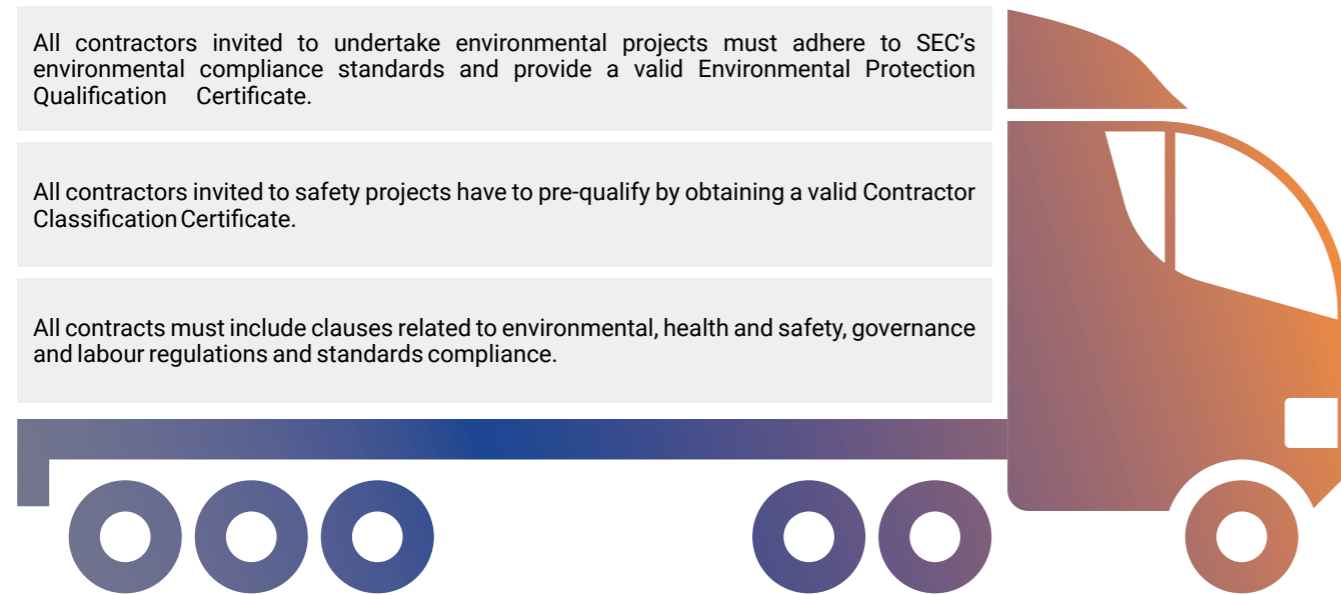 All contractors invited to undertake environmental projects must adhere to SEC’s
environmental compliance standards and provide a valid Environmental Protection
Qualification Certificate.
All contractors invited to safety projects have to pre-qualify by obtaining a valid Contractor
Classification Certificate.
All contracts must include clauses related to environmental, health and safety, governance
and labour regulations and standards compliance.